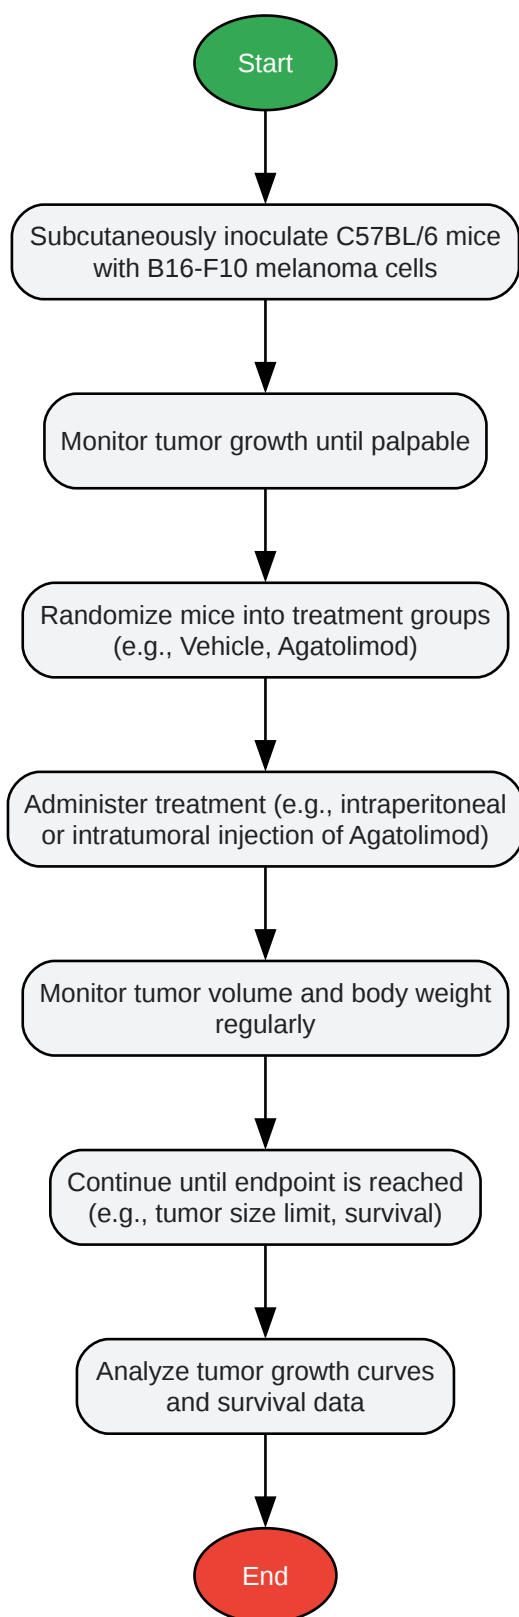 Start
Subcutaneously inoculate C57BL/6 mice
with B16-F10 melanoma cells
Monitor tumor growth until palpable
Randomize mice into treatment groups
(e.g., Vehicle, Agatolimod)
Administer treatment (e.g., intraperitoneal
or intratumoral injection of Agatolimod)
Monitor tumor volume and body weight
regularly
Continue until endpoint is reached
(e.g., tumor size limit, survival)
Analyze tumor growth curves
and survival data
End